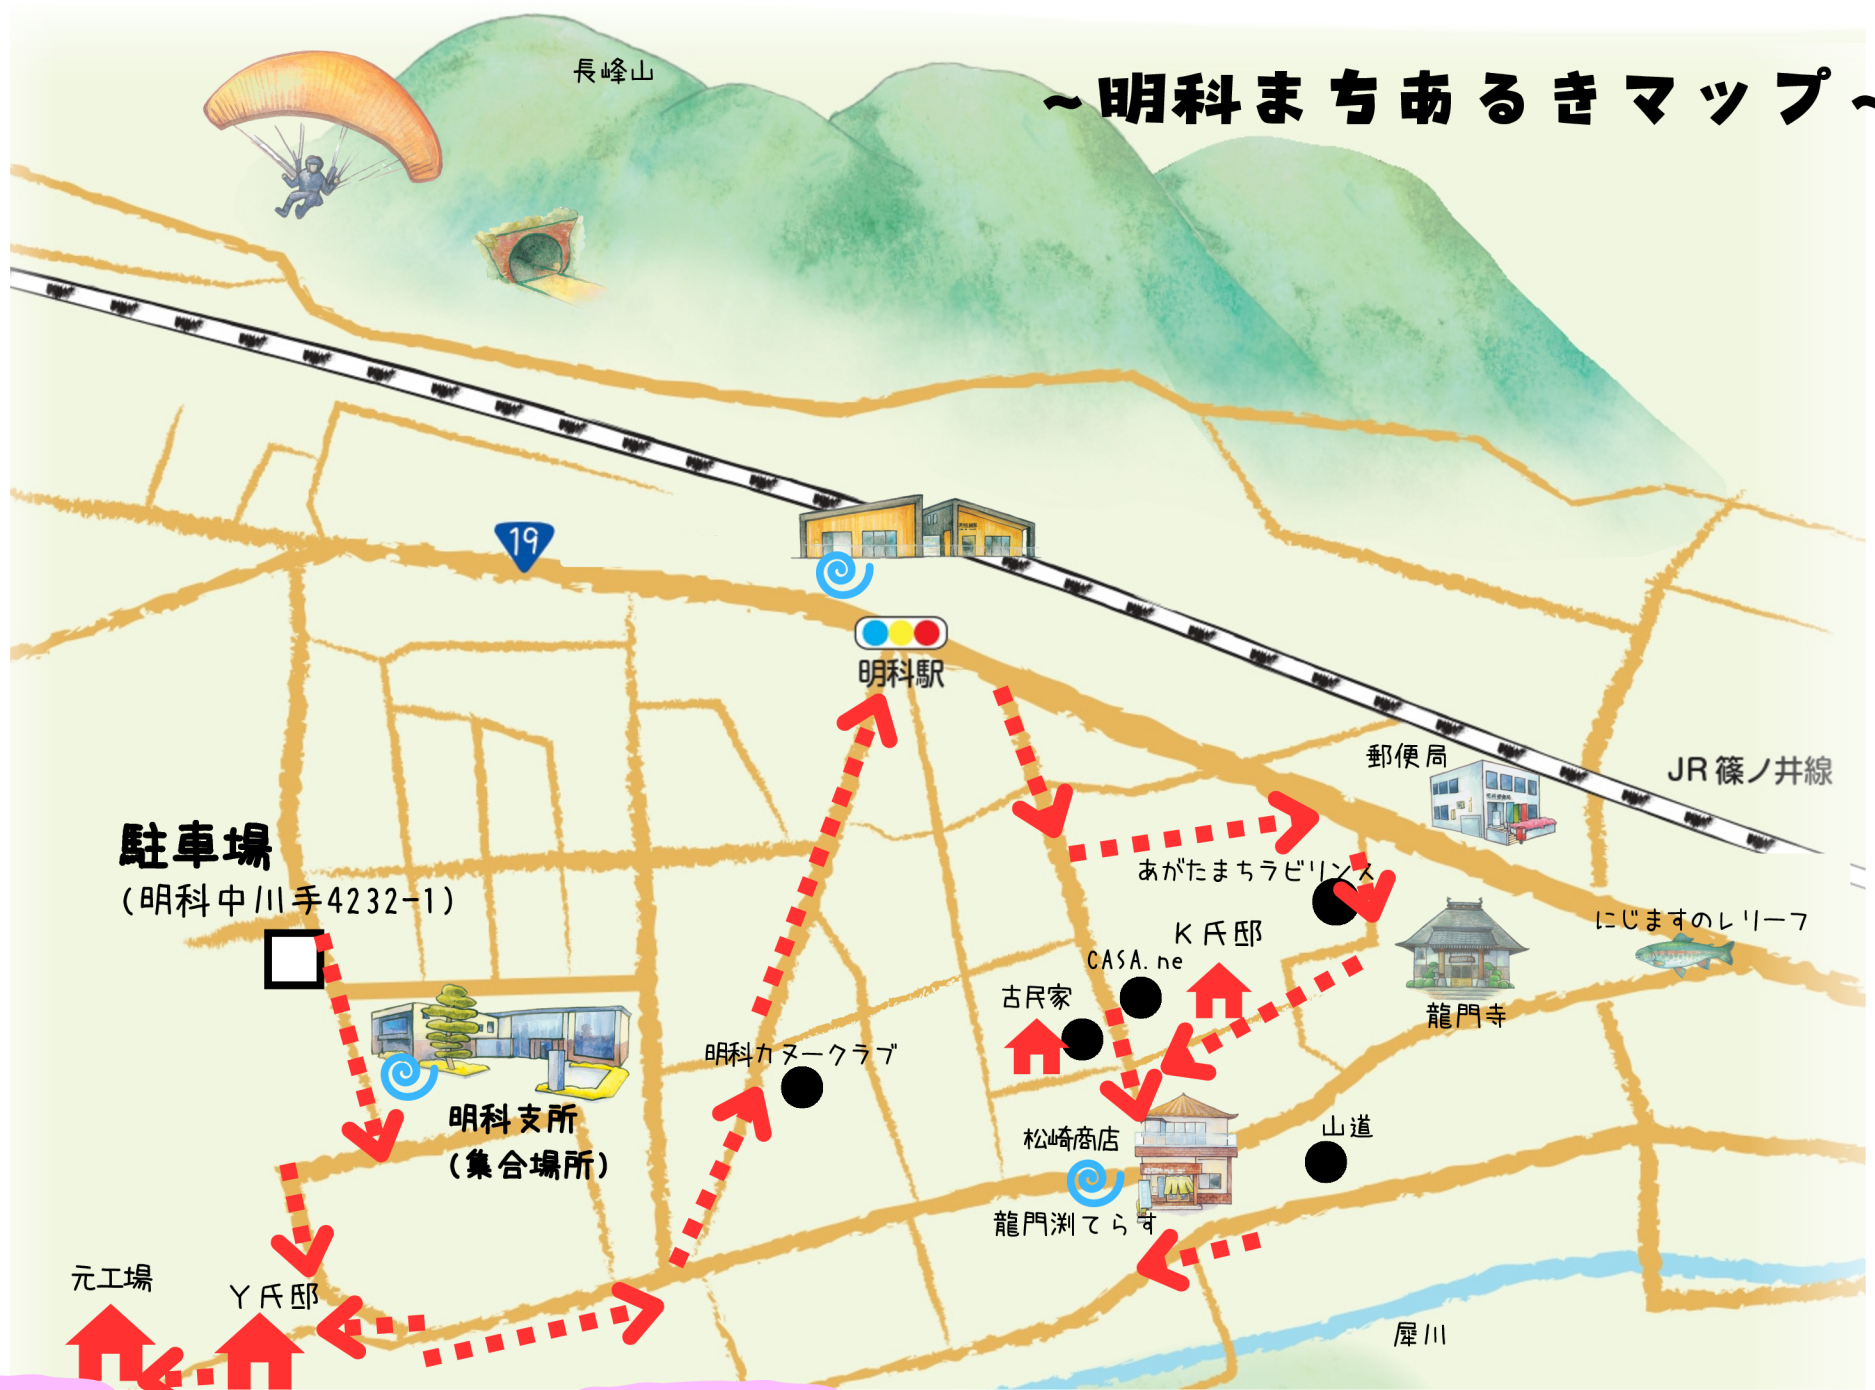 長峰山
～明科まちあるきマップ～
19
明科駅
郵便局
JR篠ノ井線
駐車場
(明科中川手4232-1)
あがたまちラビリンス
にじますのレリーフ
K氏邸
CASA.ne
古民家
龍門寺
明科カヌークラブ
明科支所
(集合場所)
松崎商店
山道
龍門渕てらす
元工場
Y氏邸
犀川